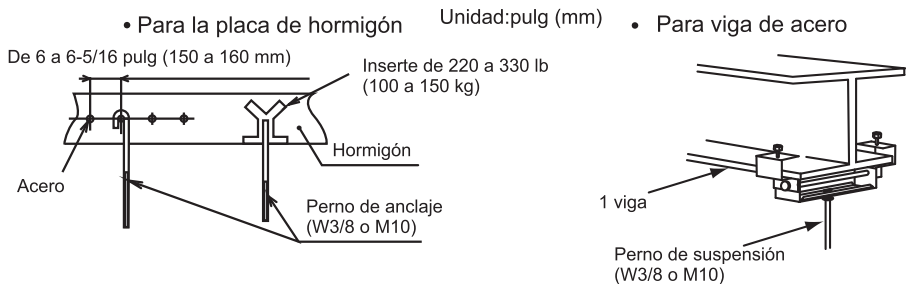 • Para la placa de hormigón
Unidad:pulg (mm)
De 6 a 6-5/16 pulg (150 a 160 mm)
Inserte de 220 a 330 lb
(100 a 150 kg)
Hormigón
Acero
Perno de anclaje
(W3/8 o M10)
• Para viga de acero
1 viga
Perno de suspensión
(W3/8 o M10)